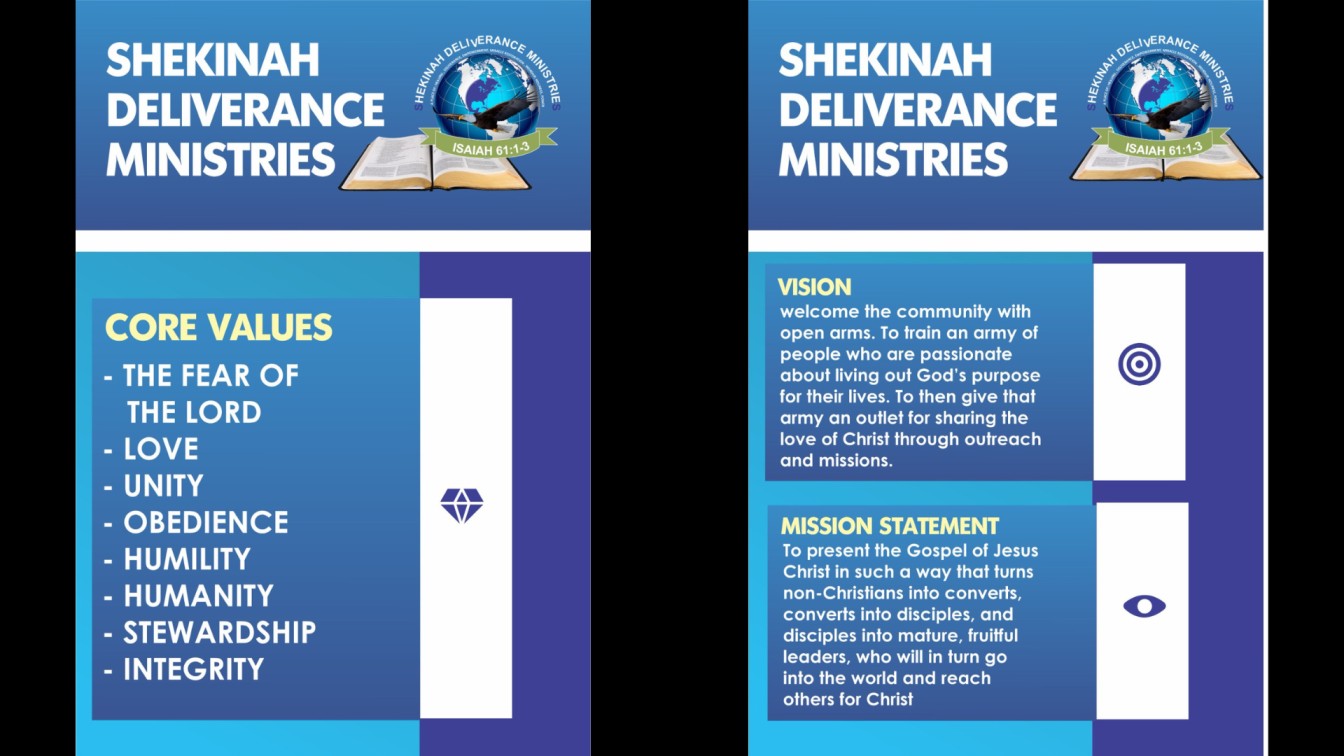 SHEKINAH
DELIVERANCE
MINISTRIES
SHEKINAH DELIVERANCE MINISTRIES
ISAIAH 61:1-3
CORE VALUES
- THE FEAR OF
THE LORD
- LOVE
- UNITY
- OBEDIENCE
- HUMILITY
- HUMANITY
- STEWARDSHIP
- INTEGRITY
SHEKINAH
DELIVERANCE
MINISTRIES
SHEKINAH DELIVERANCE MINISTRIES
ISAIAH 61:1-3
VISION
welcome the community with
open arms. To train an army of
people who are passionate
about living out God's purpose
for their lives. To then give that
army an outlet for sharing the
love of Christ through outreach
and missions.
MISSION STATEMENT
To present the Gospel of Jesus
Christ in such a way that turns
non-Christians into converts,
converts into disciples, and
disciples into mature, fruitful
leaders, who will in turn go
into the world and reach
others for Christ